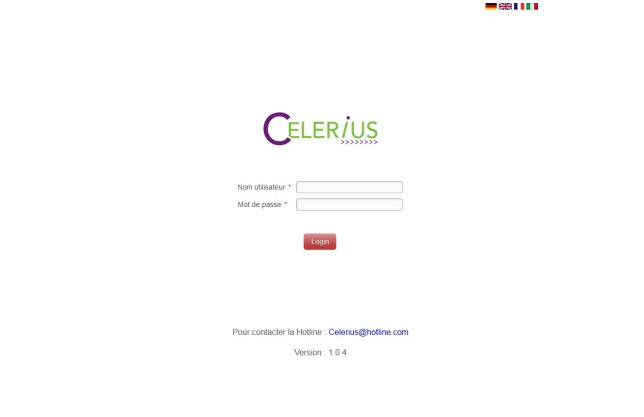 CELERiUS
>>>>>>>>
Nom utilisateur *
Mot de passe *
Login
Pour contacter la Hotline : Celerius@hotline.com
Version : 1.0.4